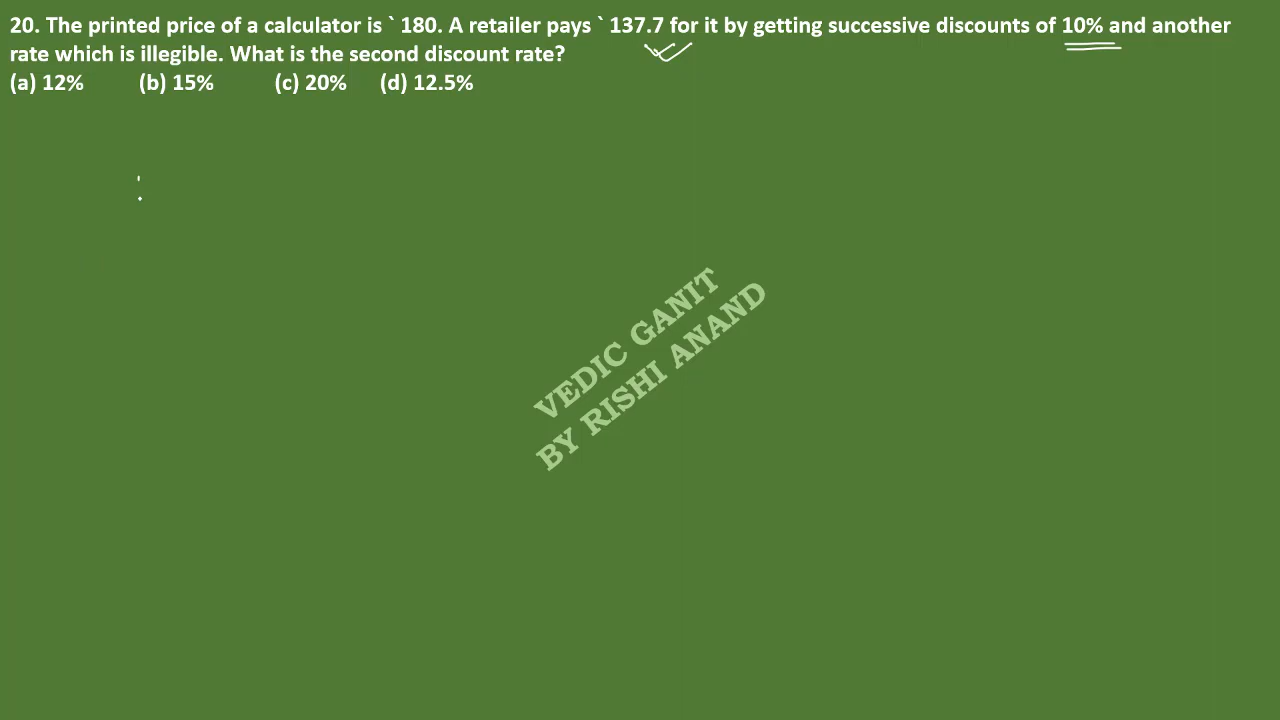 20. The printed price of a calculator is ` 180. A retailer pays ` 137.7 for it by getting successive discounts of 10% and another
rate which is illegible. What is the second discount rate?
(a) 12% (b) 15% (c) 20% (d) 12.5%
VEDIC GANIT
BY RISHI ANAND